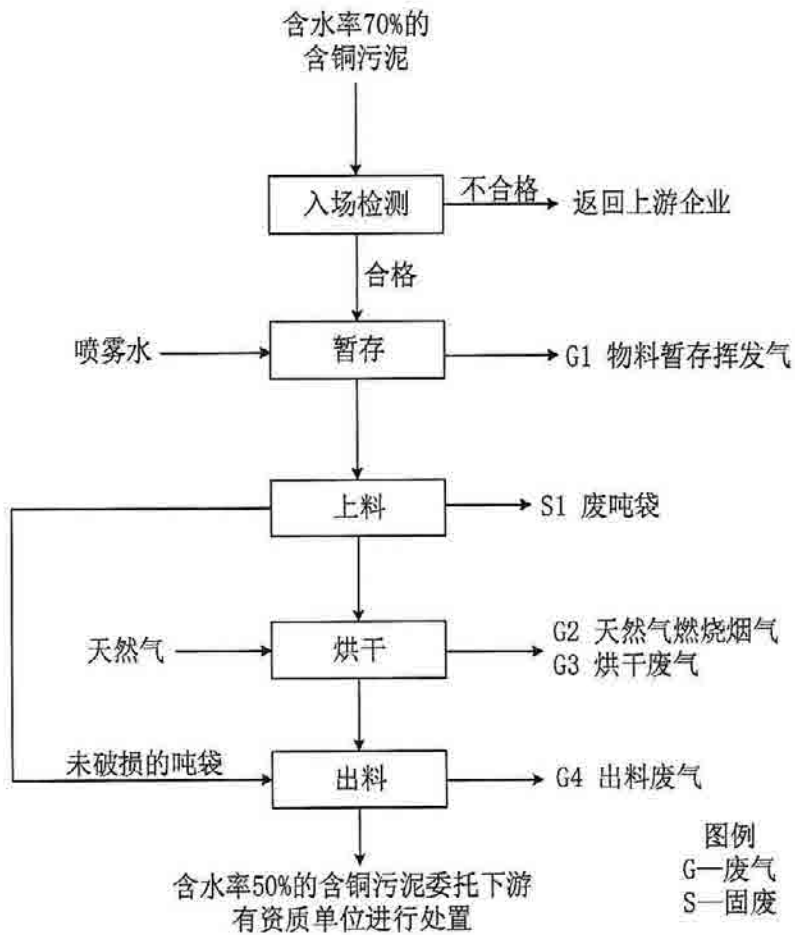 含水率70%的
含铜污泥
入场检测
不合格
返回上游企业
合格
喷雾水
暂存
G1 物料暂存挥发气
上料
S1 废吨袋
天然气
烘干
G2 天然气燃烧烟气
G3 烘干废气
未破损的吨袋
出料
G4 出料废气
含水率50%的含铜污泥委托下游
有资质单位进行处置
图例
G—废气
S—固废